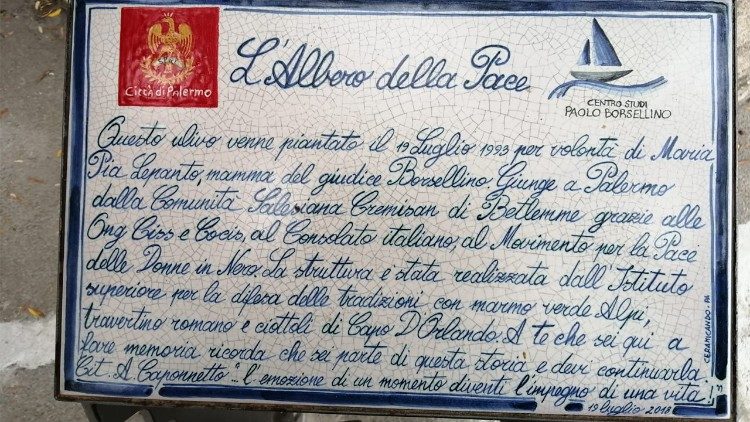 Città di Palermo
L'Albero della Pace
CENTRO STUDI
PAOLO BORSELLINO
Questo ulivo venne piantato il 19 Luglio 1993 per volontà di Maria
Pia Lepanto, mamma del giudice Borsellino. Giunge a Palermo
dalla Comunità Salesiana Cremisan di Betlemme grazie alle
Ong Ciss e Cocis, al Consolato italiano, al Movimento per la Pace
delle Donne in Nero. La struttura è stata realizzata dall'Istituto
superiore per la difesa delle tradizioni con marmo verde Alpi,
travertino romano e ciottoli di Capo D'Orlando. A te che sei qui a
fare memoria ricorda che sei parte di questa storia e devi continuarla
Cit. A Caponnetto "... l'emozione di un momento diventi l'impegno di una vita!"
19 luglio 2018
CERAMICANDO - PA